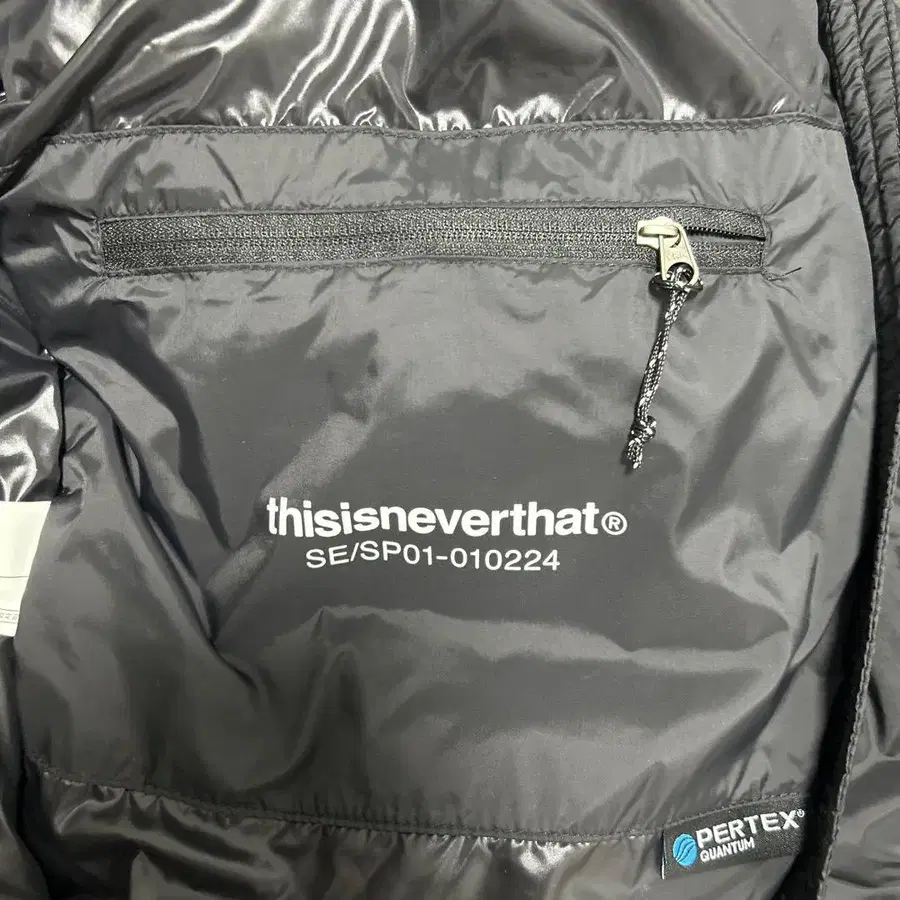 thisisneverthat®
SE/SP01-010224
PERTEX®
QUANTUM